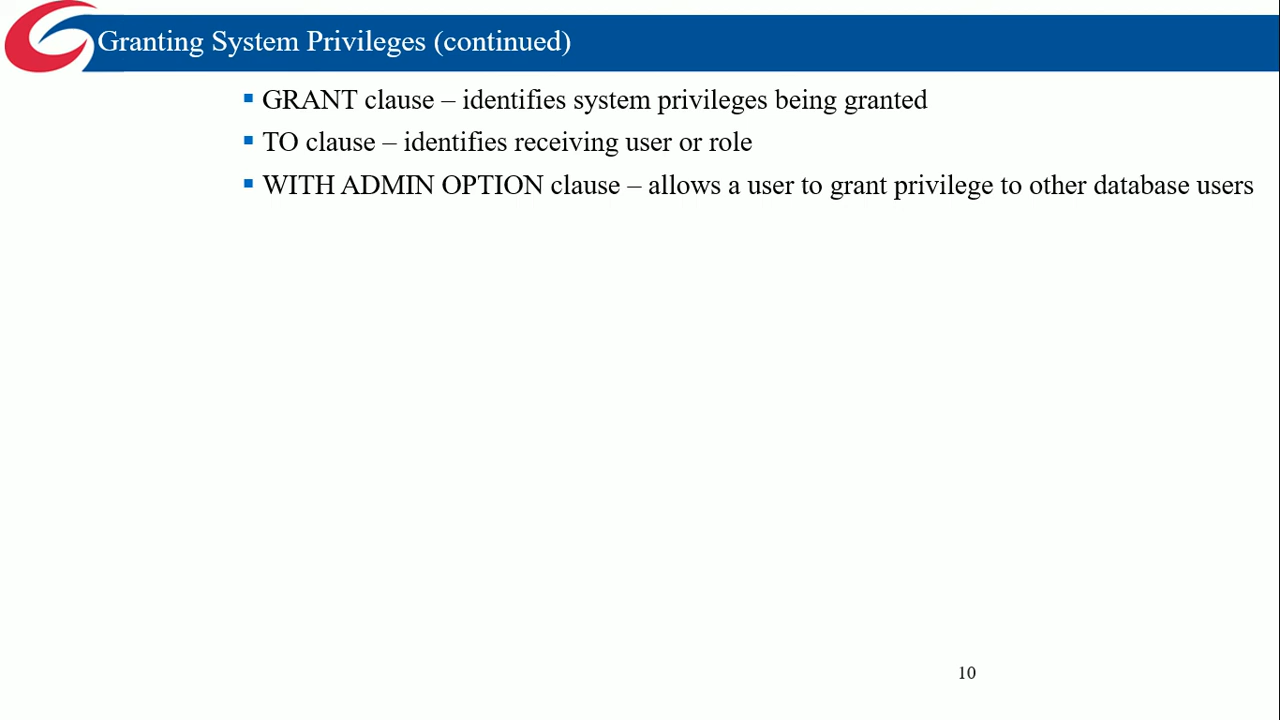 Granting System Privileges (continued)
▪ GRANT clause – identifies system privileges being granted
▪ TO clause – identifies receiving user or role
▪ WITH ADMIN OPTION clause – allows a user to grant privilege to other database users
10